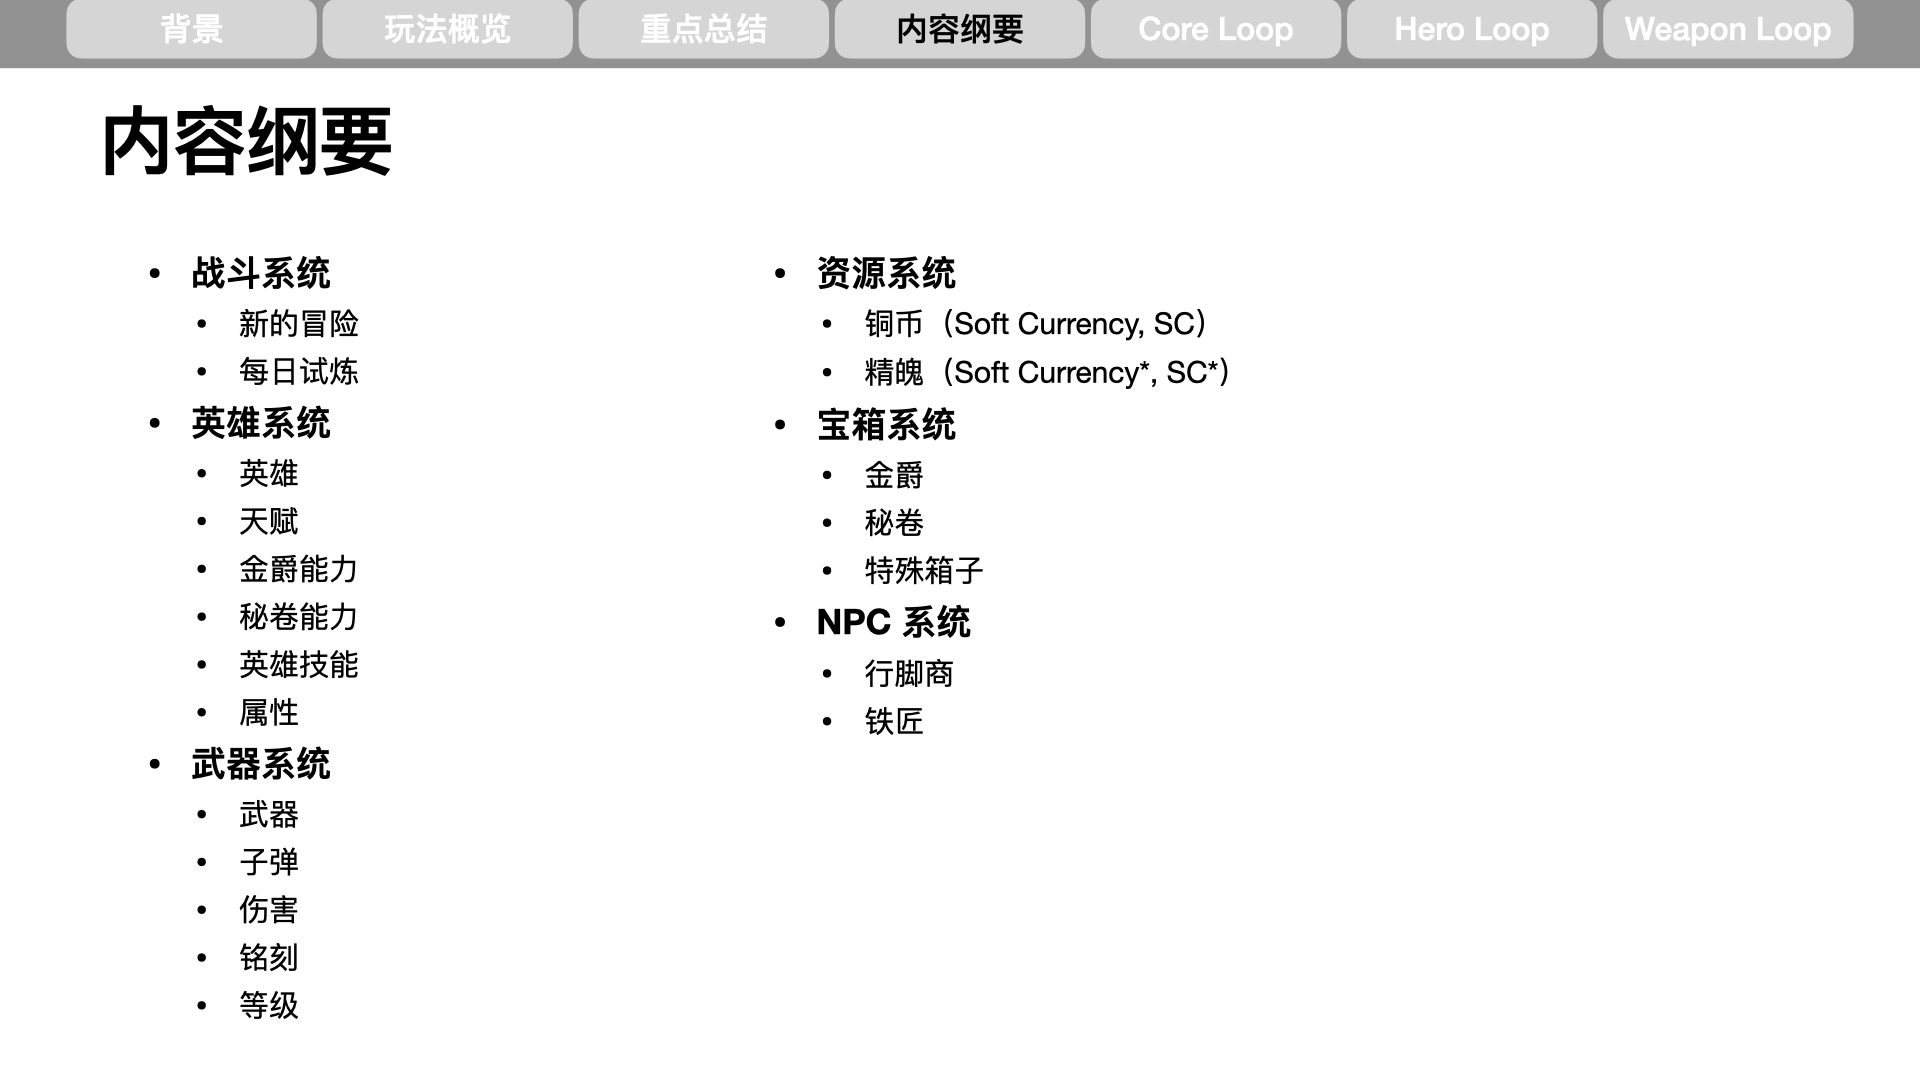 背景
玩法概览
重点总结
内容纲要
Core Loop
Hero Loop
Weapon Loop
内容纲要
• 战斗系统
• 新的冒险
• 每日试炼
• 英雄系统
• 英雄
• 天赋
• 金爵能力
• 秘卷能力
• 英雄技能
• 属性
• 武器系统
• 武器
• 子弹
• 伤害
• 铭刻
• 等级
• 资源系统
• 铜币（Soft Currency, SC）
• 精魄（Soft Currency*, SC*）
• 宝箱系统
• 金爵
• 秘卷
• 特殊箱子
• NPC 系统
• 行脚商
• 铁匠